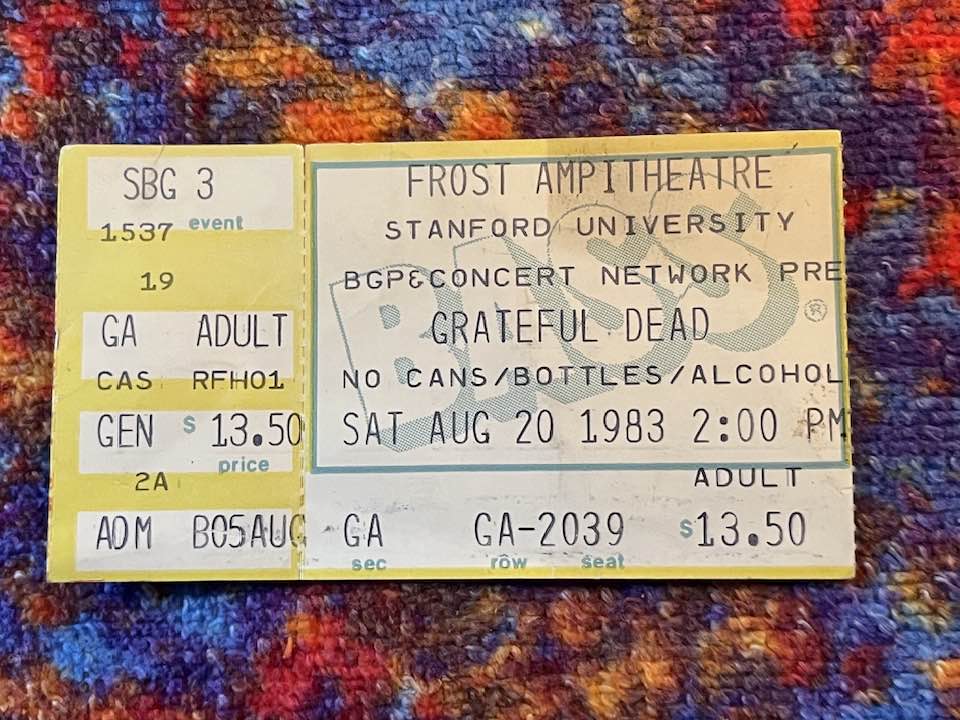 SBG 3
event
1537
19
GA ADULT
CAS RFH01
GEN $ 13.50
price
2A
ADM B05AUG
FROST AMPITHEATRE
STANFORD UNIVERSITY
BGP&CONCERT NETWORK PRE
GRATEFUL DEAD
NO CANS/BOTTLES/ALCOHOL
SAT AUG 20 1983 2:00 PM
BASS ®
ADULT
GA GA-2039 $13.50
sec row seat